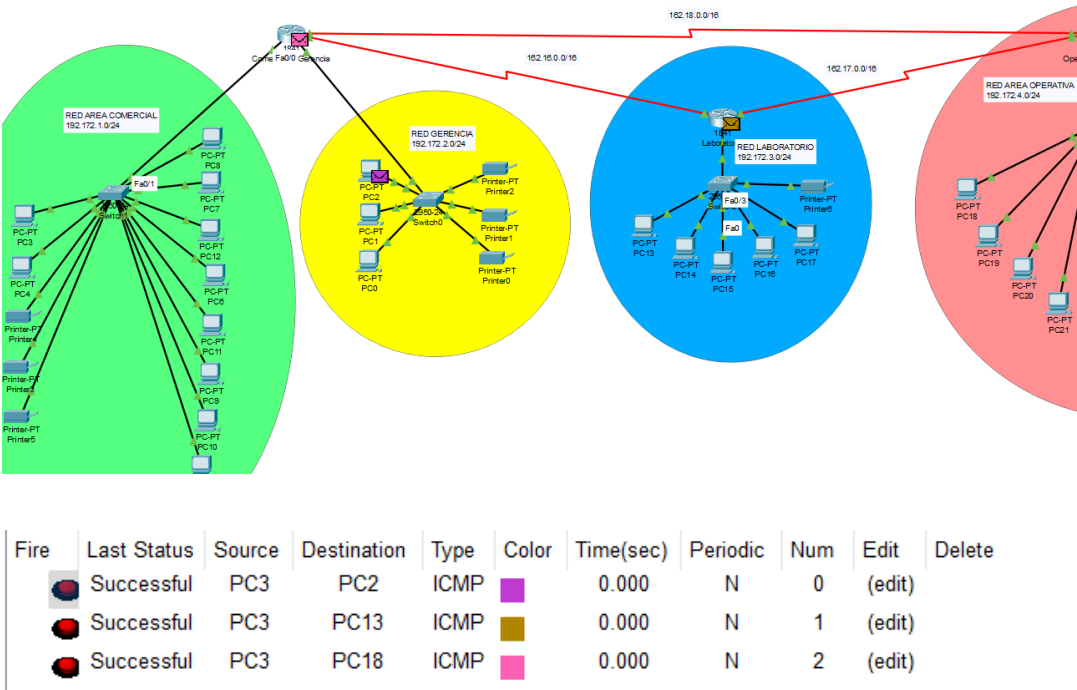 162.18.0.0/16
1841
Fa0/0 Gerencia
162.16.0.0/16
162.17.0.0/16
RED AREA COMERCIAL
192.172.1.0/24
PC-PT
PC8
Fa0/1
PC-PT
PC7
Switch1
PC-PT
PC3
PC-PT
PC12
PC-PT
PC4
PC-PT
PC6
Printer-PT
PC-PT
PC11
Printer-PT
PC-PT
PC9
Printer-PT
Printer5
PC-PT
PC10
RED GERENCIA
192.172.2.0/24
PC-PT
PC2
Printer-PT
Printer2
2950-24
Switch0
PC-PT
PC1
Printer-PT
Printer1
PC-PT
PC0
Printer-PT
Printer0
1841
RED LABORATORIO
192.172.3.0/24
Fa0/3
Printer-PT
Printer6
Fa0
PC-PT
PC13
PC-PT
PC14
PC-PT
PC15
PC-PT
PC16
PC-PT
PC17
RED AREA OPERATIVA
192.172.4.0/24
PC-PT
PC18
PC-PT
PC19
PC-PT
PC20
PC-PT
PC21
Fire Last Status Source Destination Type Color Time(sec) Periodic Num Edit Delete
Successful PC3 PC2 ICMP 0.000 N 0 (edit)
Successful PC3 PC13 ICMP 0.000 N 1 (edit)
Successful PC3 PC18 ICMP 0.000 N 2 (edit)